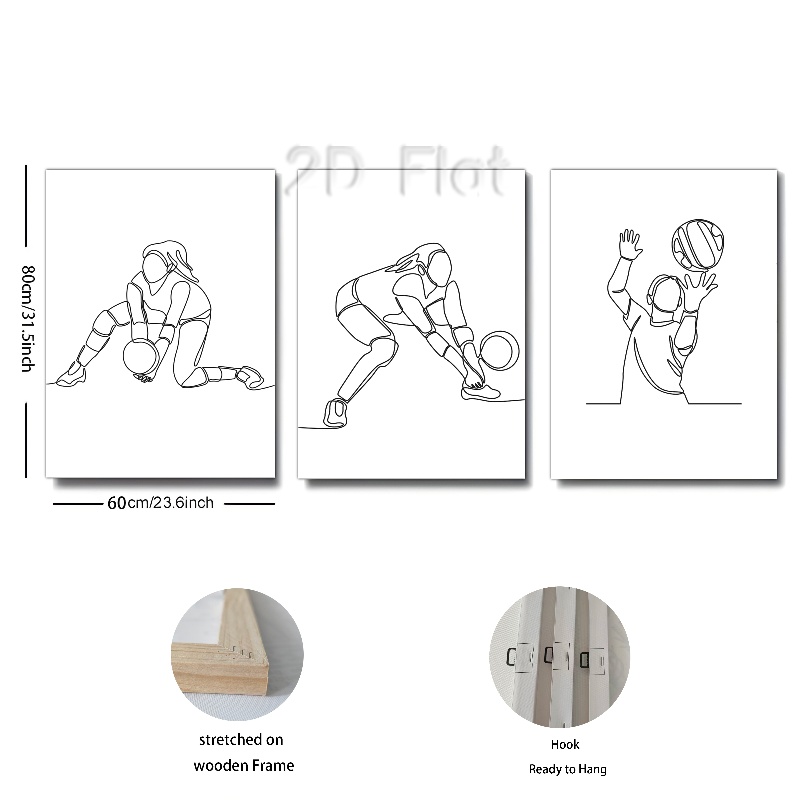 2D Flat
80cm/31.5inch
60cm/23.6inch
stretched on
wooden Frame
Hook
Ready to Hang